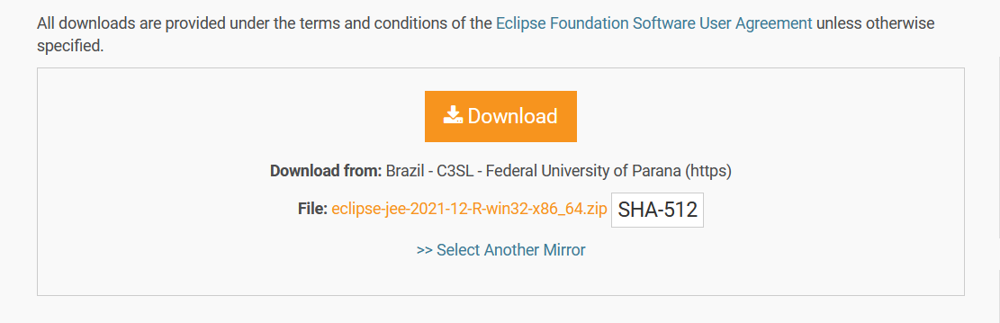 All downloads are provided under the terms and conditions of the Eclipse Foundation Software User Agreement unless otherwise
specified.
Download
Download from: Brazil - C3SL - Federal University of Parana (https)
File: eclipse-jee-2021-12-R-win32-x86_64.zip SHA-512
>> Select Another Mirror